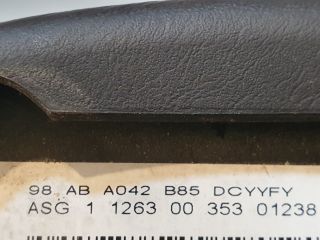 98 AB A042 B85 DCYYFY
ASG 1 1263 00 353 01238